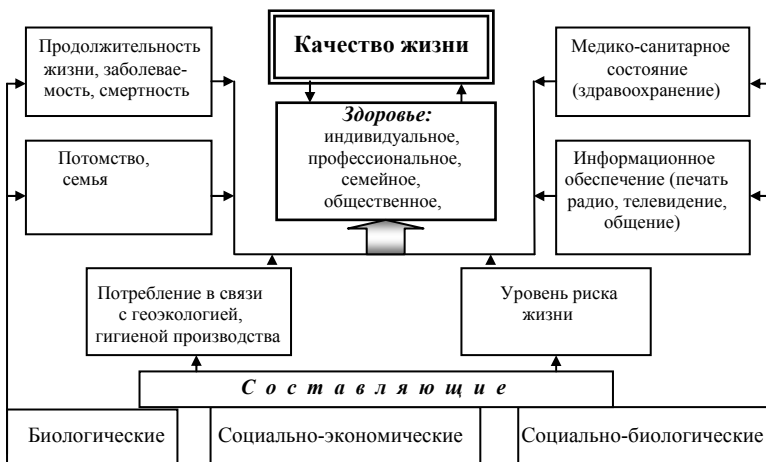 Качество жизни
Продолжительность
жизни, заболевае-
мость, смертность
Здоровье:
индивидуальное,
профессиональное,
семейное,
общественное,
Медико-санитарное
состояние
(здравоохранение)
Потомство,
семья
Информационное
обеспечение (печать
радио, телевидение,
общение)
Потребление в связи
с геоэкологией,
гигиеной производства
Уровень риска
жизни
Составляющие
Биологические
Социально-экономические
Социально-биологические